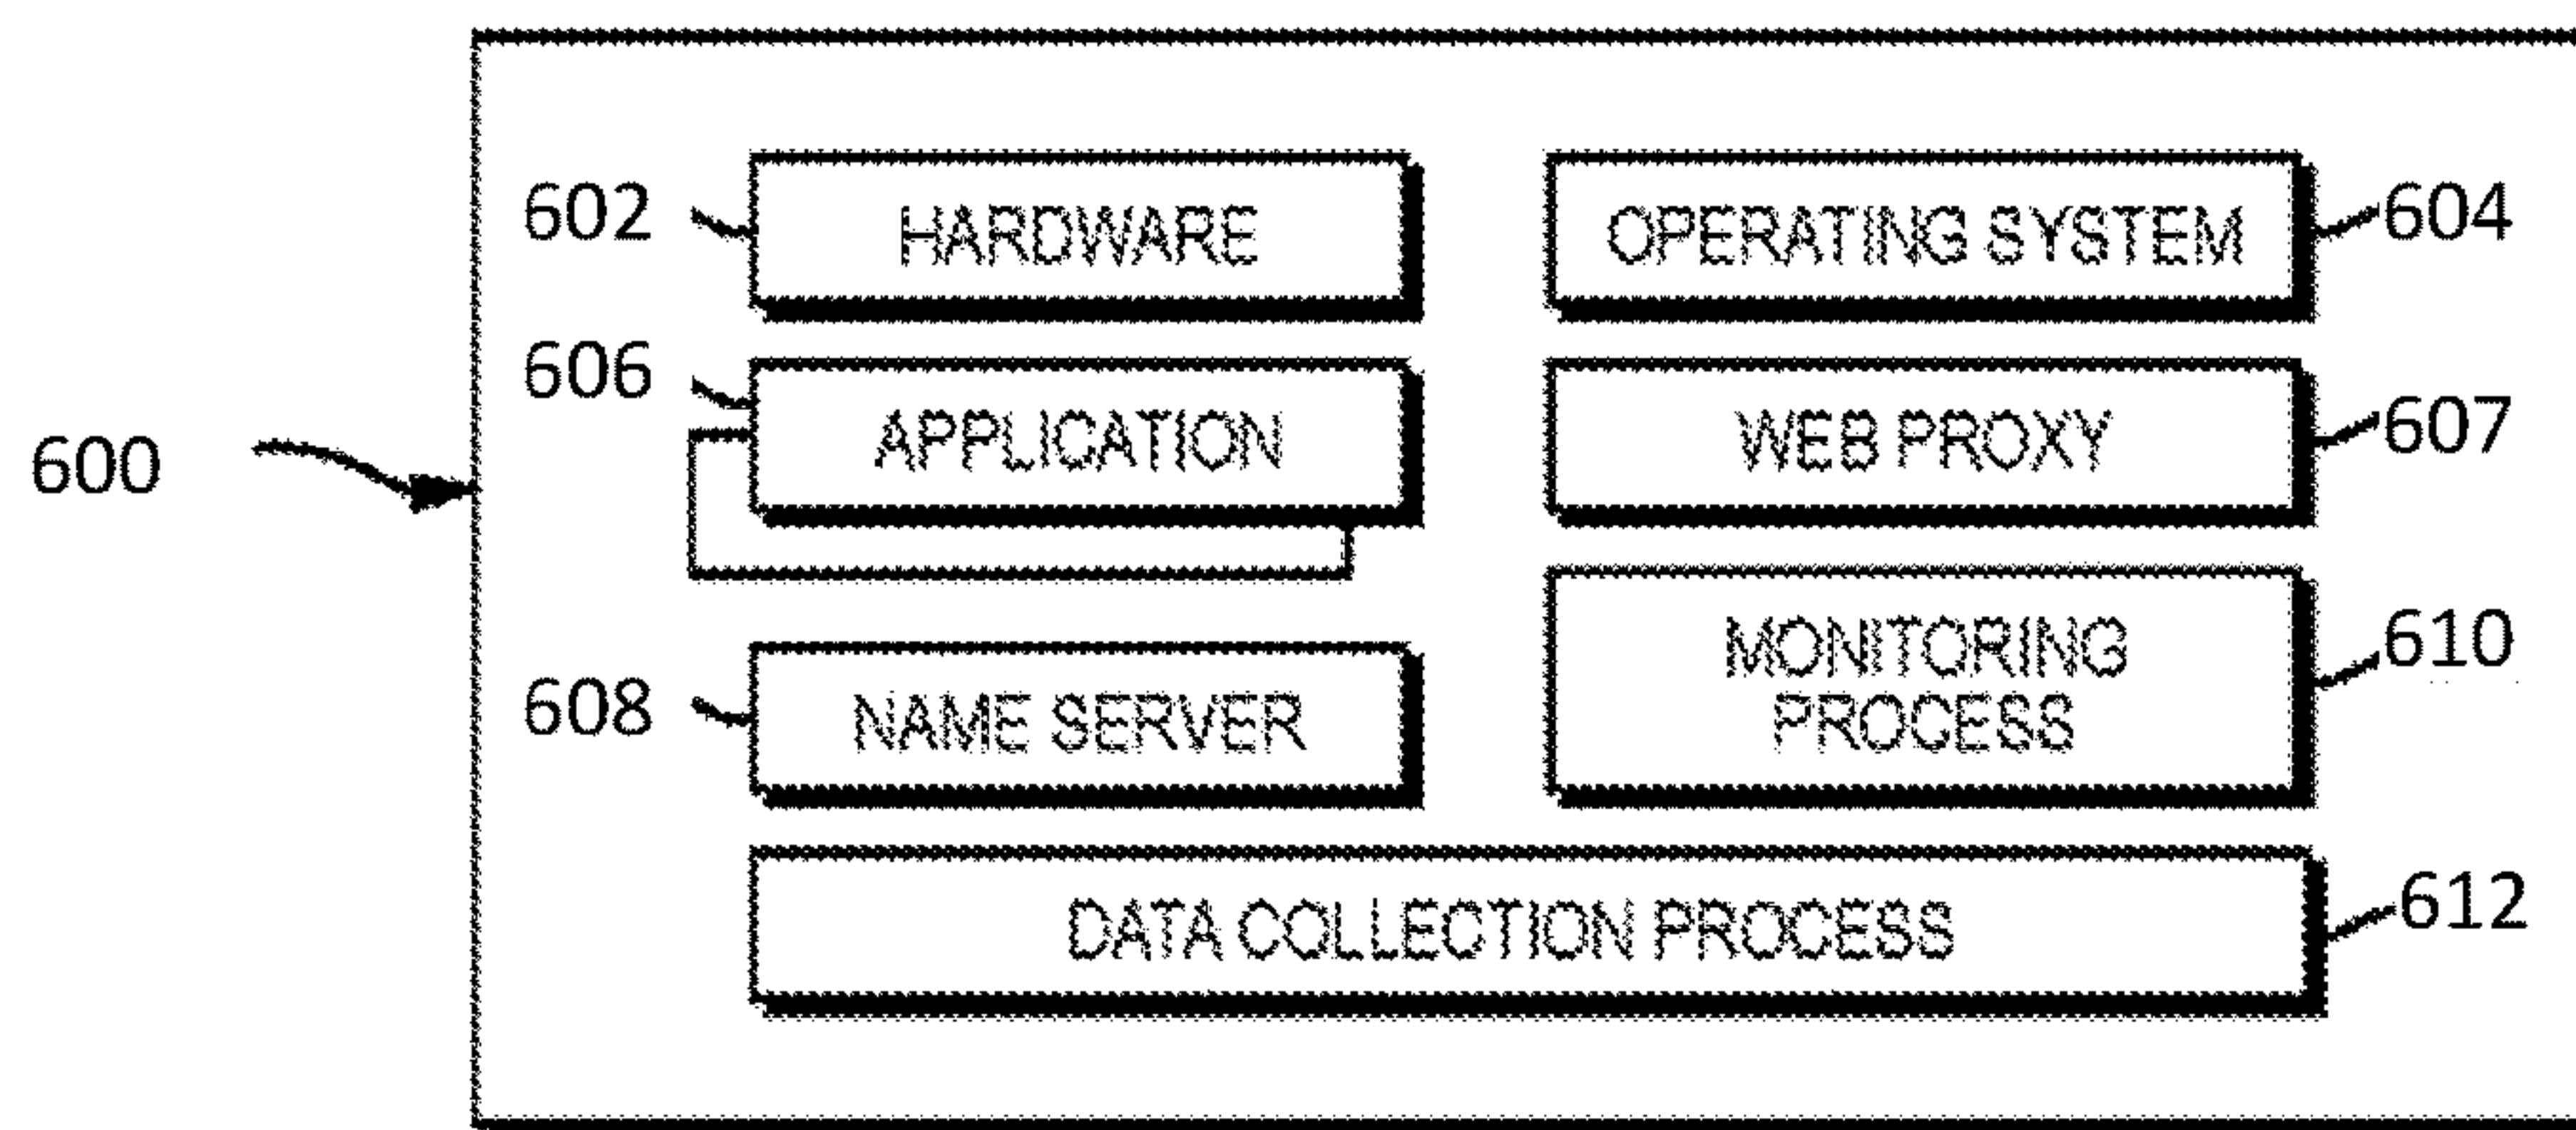 602 HARDWARE OPERATING SYSTEM 604
606 APPLICATION WEB PROXY 607
600
608 NAME SERVER MONITORING PROCESS 610
DATA COLLECTION PROCESS 612